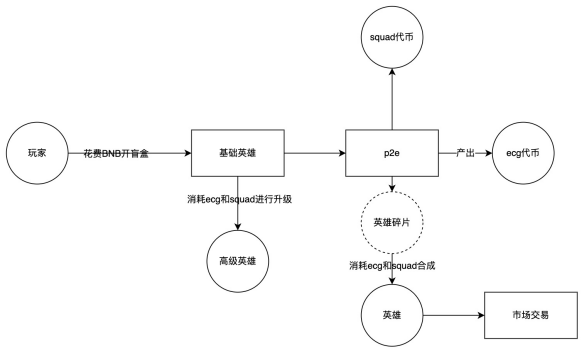 squad代币
玩家
花费BNB开盲盒
基础英雄
p2e
产出
ecg代币
消耗ecg和squad进行升级
英雄碎片
高级英雄
消耗ecg和squad合成
英雄
市场交易